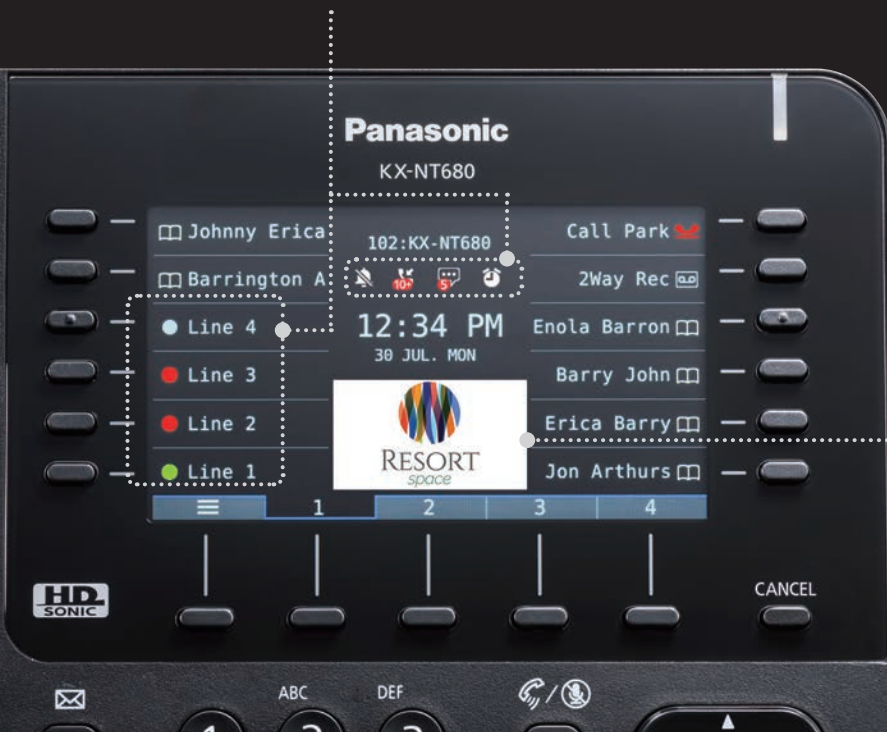 Panasonic
KX-NT680
Johnny Erica
102:KX-NT680
Call Park
Barrington A
10+
5
2Way Rec
Line 4
12:34 PM
Enola Barron
30 JUL. MON
Line 3
Barry John
Line 2
Erica Barry
RESORT
space
Line 1
Jon Arthurs
1
2
3
4
HD
SONIC
CANCEL
ABC
DEF